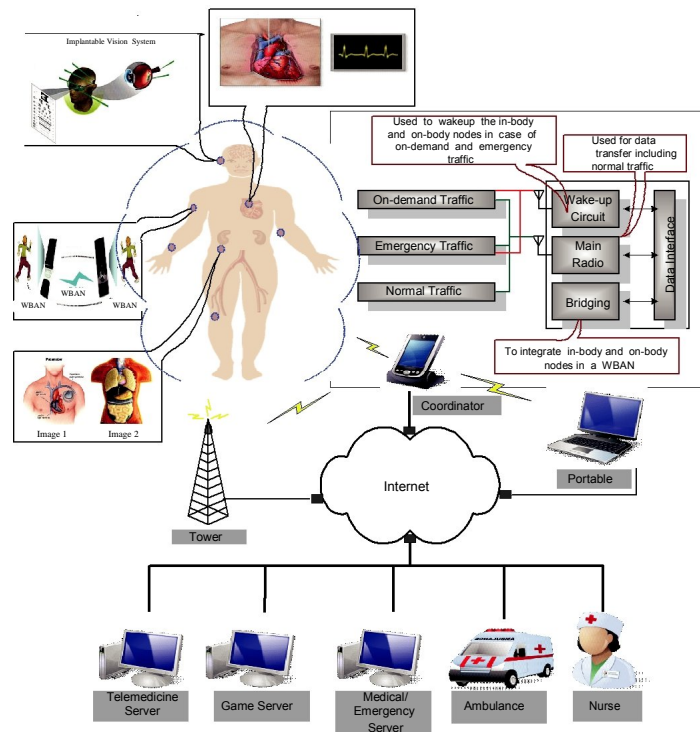 Implantable Vision System
Used to wakeup the in-body
and on-body nodes in case of
on-demand and emergency
traffic
Used for data
transfer including
normal traffic
On-demand Traffic
Emergency Traffic
Normal Traffic
Wake-up
Circuit
Main
Radio
Bridging
Data Interface
To integrate in-body and on-body
nodes in a WBAN
WBAN
WBAN
WBAN
Pacemaker
Image 1
Image 2
Coordinator
Internet
Portable
Tower
AMBULANCE
Telemedicine
Server
Game Server
Medical/
Emergency
Server
Ambulance
Nurse